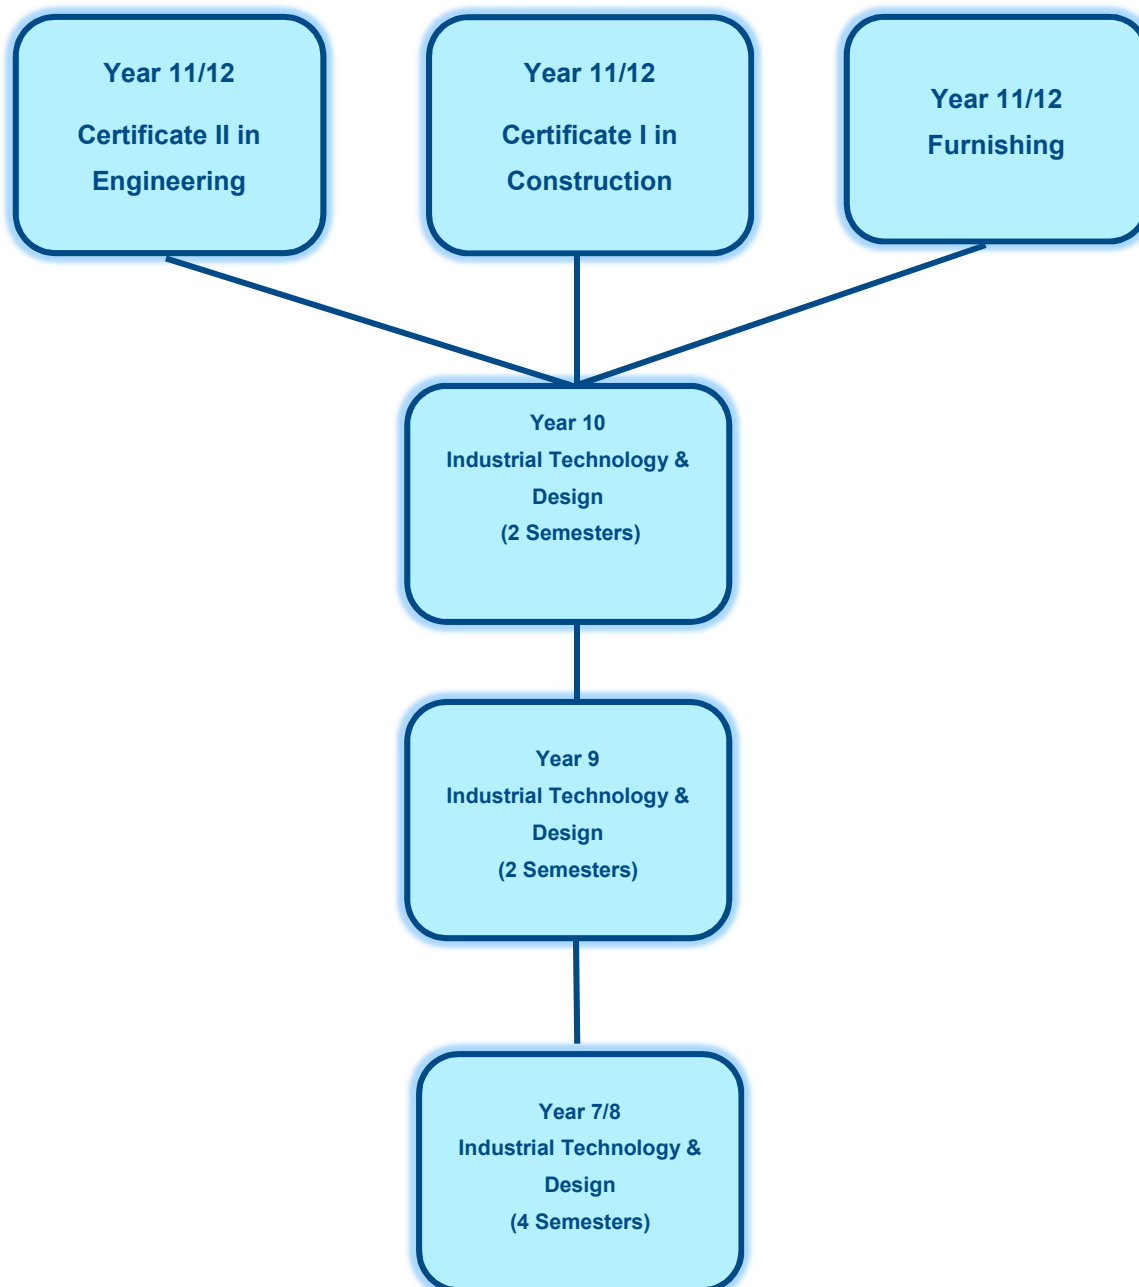 Year 11/12
Certificate II in
Engineering
Year 11/12
Certificate I in
Construction
Year 11/12
Furnishing
Year 10
Industrial Technology &
Design
(2 Semesters)
Year 9
Industrial Technology &
Design
(2 Semesters)
Year 7/8
Industrial Technology &
Design
(4 Semesters)